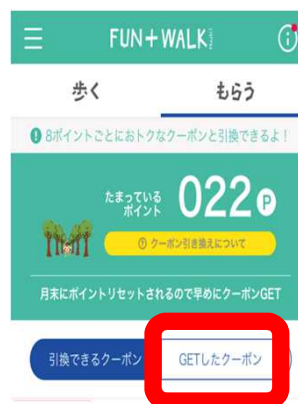 FUN+WALK
歩く
もらう
8ポイントごとにおトクなクーポンと引換できるよ!
たまっている
ポイント
022 P
クーポン引き換えについて
月末にポイントリセットされるので早めにクーポンGET
引換できるクーポン
GETしたクーポン